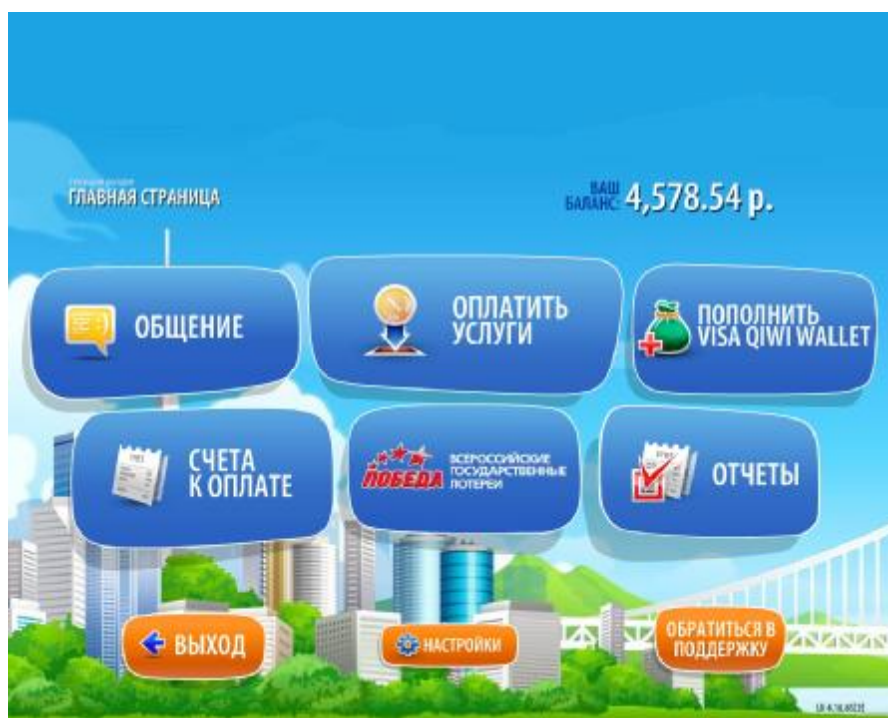 ГЛАВНАЯ СТРАНИЦА
ВАШ
БАЛАНС: 4,578.54 р.
ОБЩЕНИЕ
ОПЛАТИТЬ
УСЛУГИ
ПОПОЛНИТЬ
VISA QIWI WALLET
СЧЕТА
К ОПЛАТЕ
ПОБЕДА
ВСЕРОССИЙСКИЕ
ГОСУДАРСТВЕННЫЕ
ЛОТЕРЕИ
ОТЧЕТЫ
ВЫХОД
НАСТРОЙКИ
ОБРАТИТЬСЯ В
ПОДДЕРЖКУ